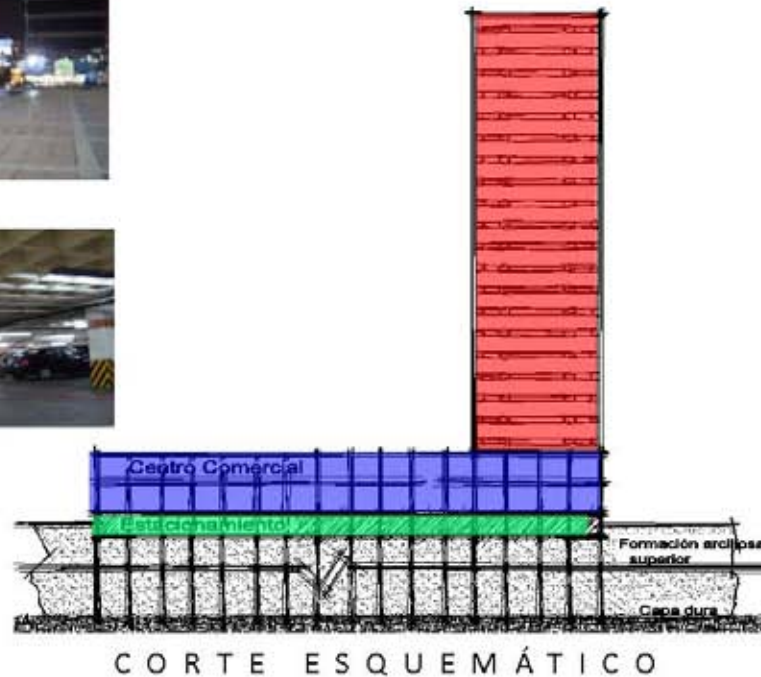 Centro Comercial
Estacionamiento
Formación arcillosa
superior
Capa dura
CORTE ESQUEMÁTICO